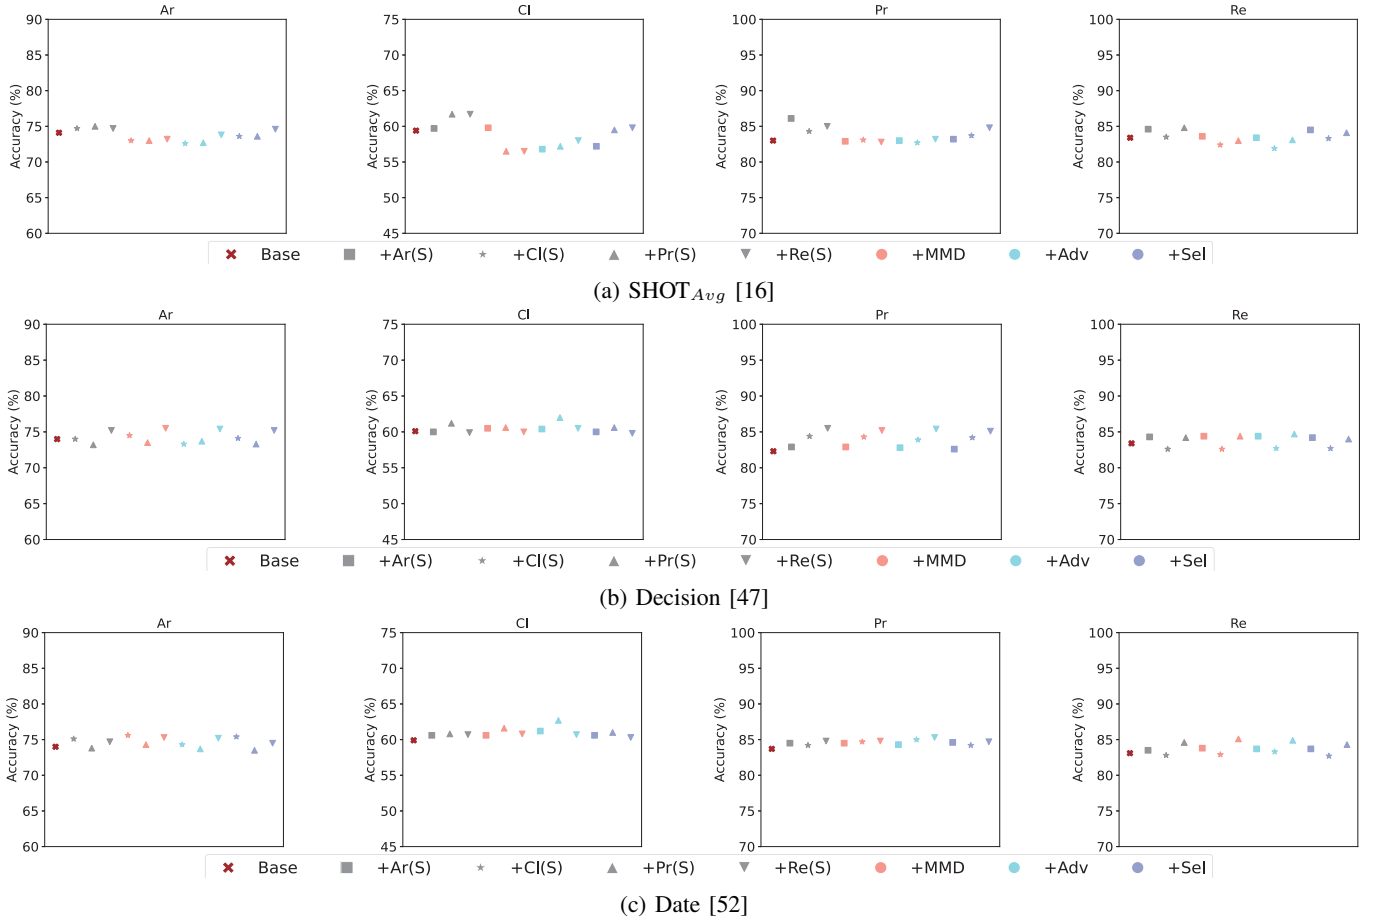 Ar Cl Pr Re
Accuracy (%) Accuracy (%) Accuracy (%) Accuracy (%)
90 75 100 100
85 70 95 95
80 65 90 90
75 60 85 85
70 55 80 80
65 50 75 75
60 45 70 70
Base +Ar(S) +Cl(S) +Pr(S) +Re(S) +MMD +Adv +Sel
(a) SHOT_Avg [16]
Ar Cl Pr Re
Accuracy (%) Accuracy (%) Accuracy (%) Accuracy (%)
90 75 100 100
85 70 95 95
80 65 90 90
75 60 85 85
70 55 80 80
65 50 75 75
60 45 70 70
Base +Ar(S) +Cl(S) +Pr(S) +Re(S) +MMD +Adv +Sel
(b) Decision [47]
Ar Cl Pr Re
Accuracy (%) Accuracy (%) Accuracy (%) Accuracy (%)
90 75 100 100
85 70 95 95
80 65 90 90
75 60 85 85
70 55 80 80
65 50 75 75
60 45 70 70
Base +Ar(S) +Cl(S) +Pr(S) +Re(S) +MMD +Adv +Sel
(c) Date [52]